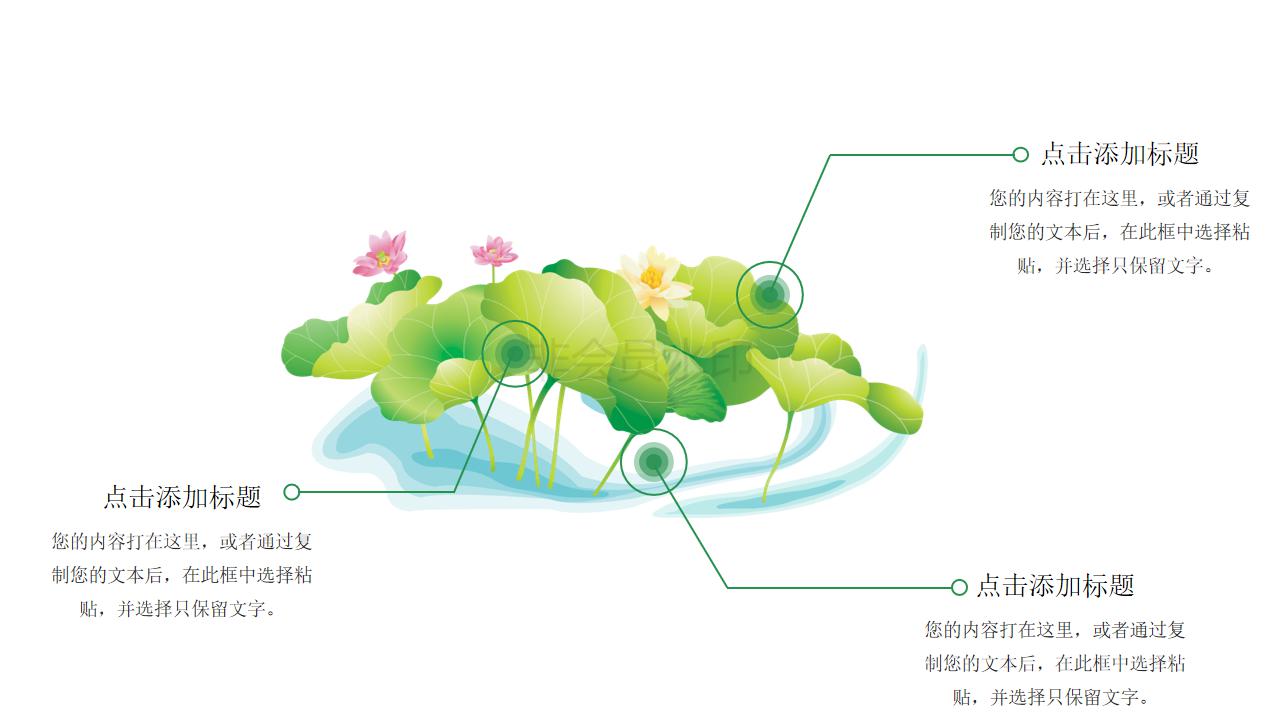 点击添加标题
您的内容打在这里，或者通过复
制您的文本后，在此框中选择粘
贴，并选择只保留文字。
非会员水印
点击添加标题
您的内容打在这里，或者通过复
制您的文本后，在此框中选择粘
贴，并选择只保留文字。
点击添加标题
您的内容打在这里，或者通过复
制您的文本后，在此框中选择粘
贴，并选择只保留文字。